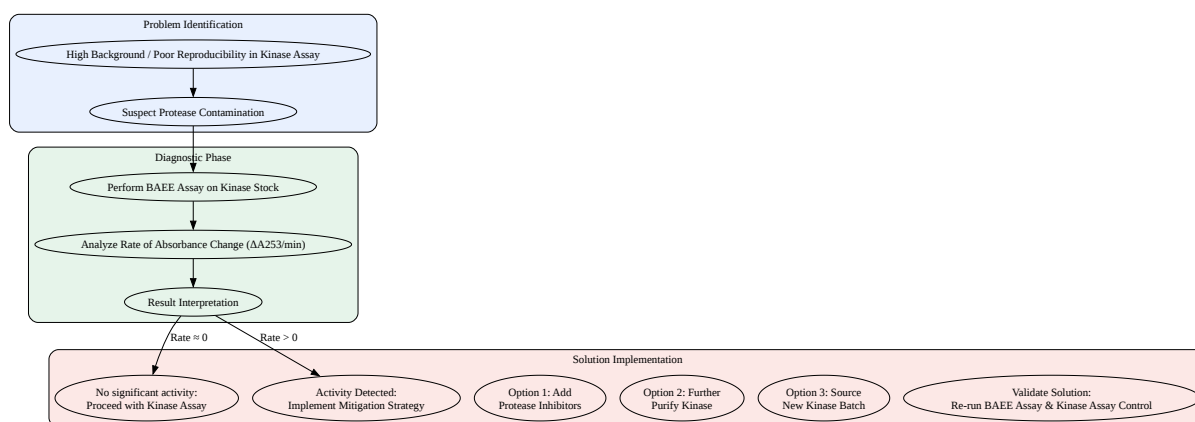 Problem Identification
High Background / Poor Reproducibility in Kinase Assay
Suspect Protease Contamination
Diagnostic Phase
Perform BAEE Assay on Kinase Stock
Analyze Rate of Absorbance Change (ΔA253/min)
Result Interpretation
Rate ≈ 0
Rate > 0
Solution Implementation
No significant activity:
Proceed with Kinase Assay
Activity Detected:
Implement Mitigation Strategy
Option 1: Add
Protease Inhibitors
Option 2: Further
Purify Kinase
Option 3: Source
New Kinase Batch
Validate Solution:
Re-run BAEE Assay & Kinase Assay Control